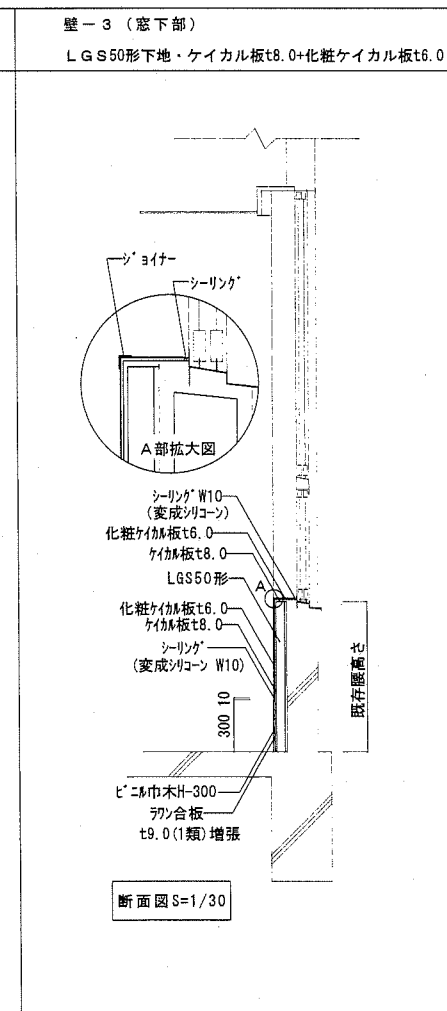 壁－３（窓下部）
ＬＧＳ50形下地・ケイカル板t8.0+化粧ケイカル板t6.0
ｼﾞｮｲﾅｰ
ｼｰﾘﾝｸﾞ
A部拡大図
ｼｰﾘﾝｸﾞW10
(変成ｼﾘｺｰﾝ)
化粧ｹｲｶﾙ板t6.0
ｹｲｶﾙ板t8.0
LGS50形
A
化粧ｹｲｶﾙ板t6.0
ｹｲｶﾙ板t8.0
ｼｰﾘﾝｸﾞ
(変成ｼﾘｺｰﾝ W10)
既存腰高さ
300 10
ﾋﾞﾆﾙ巾木H-300
ﾗﾜﾝ合板
t9.0(1類)増張
断面図S=1/30